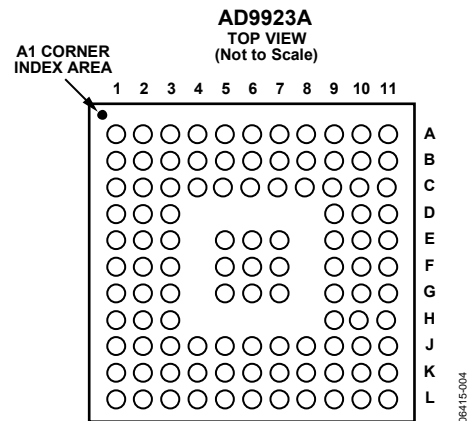 AD9923A
TOP VIEW
(Not to Scale)
A1 CORNER
INDEX AREA
1 2 3 4 5 6 7 8 9 10 11
A
B
C
D
E
F
G
H
J
K
L
06415-004